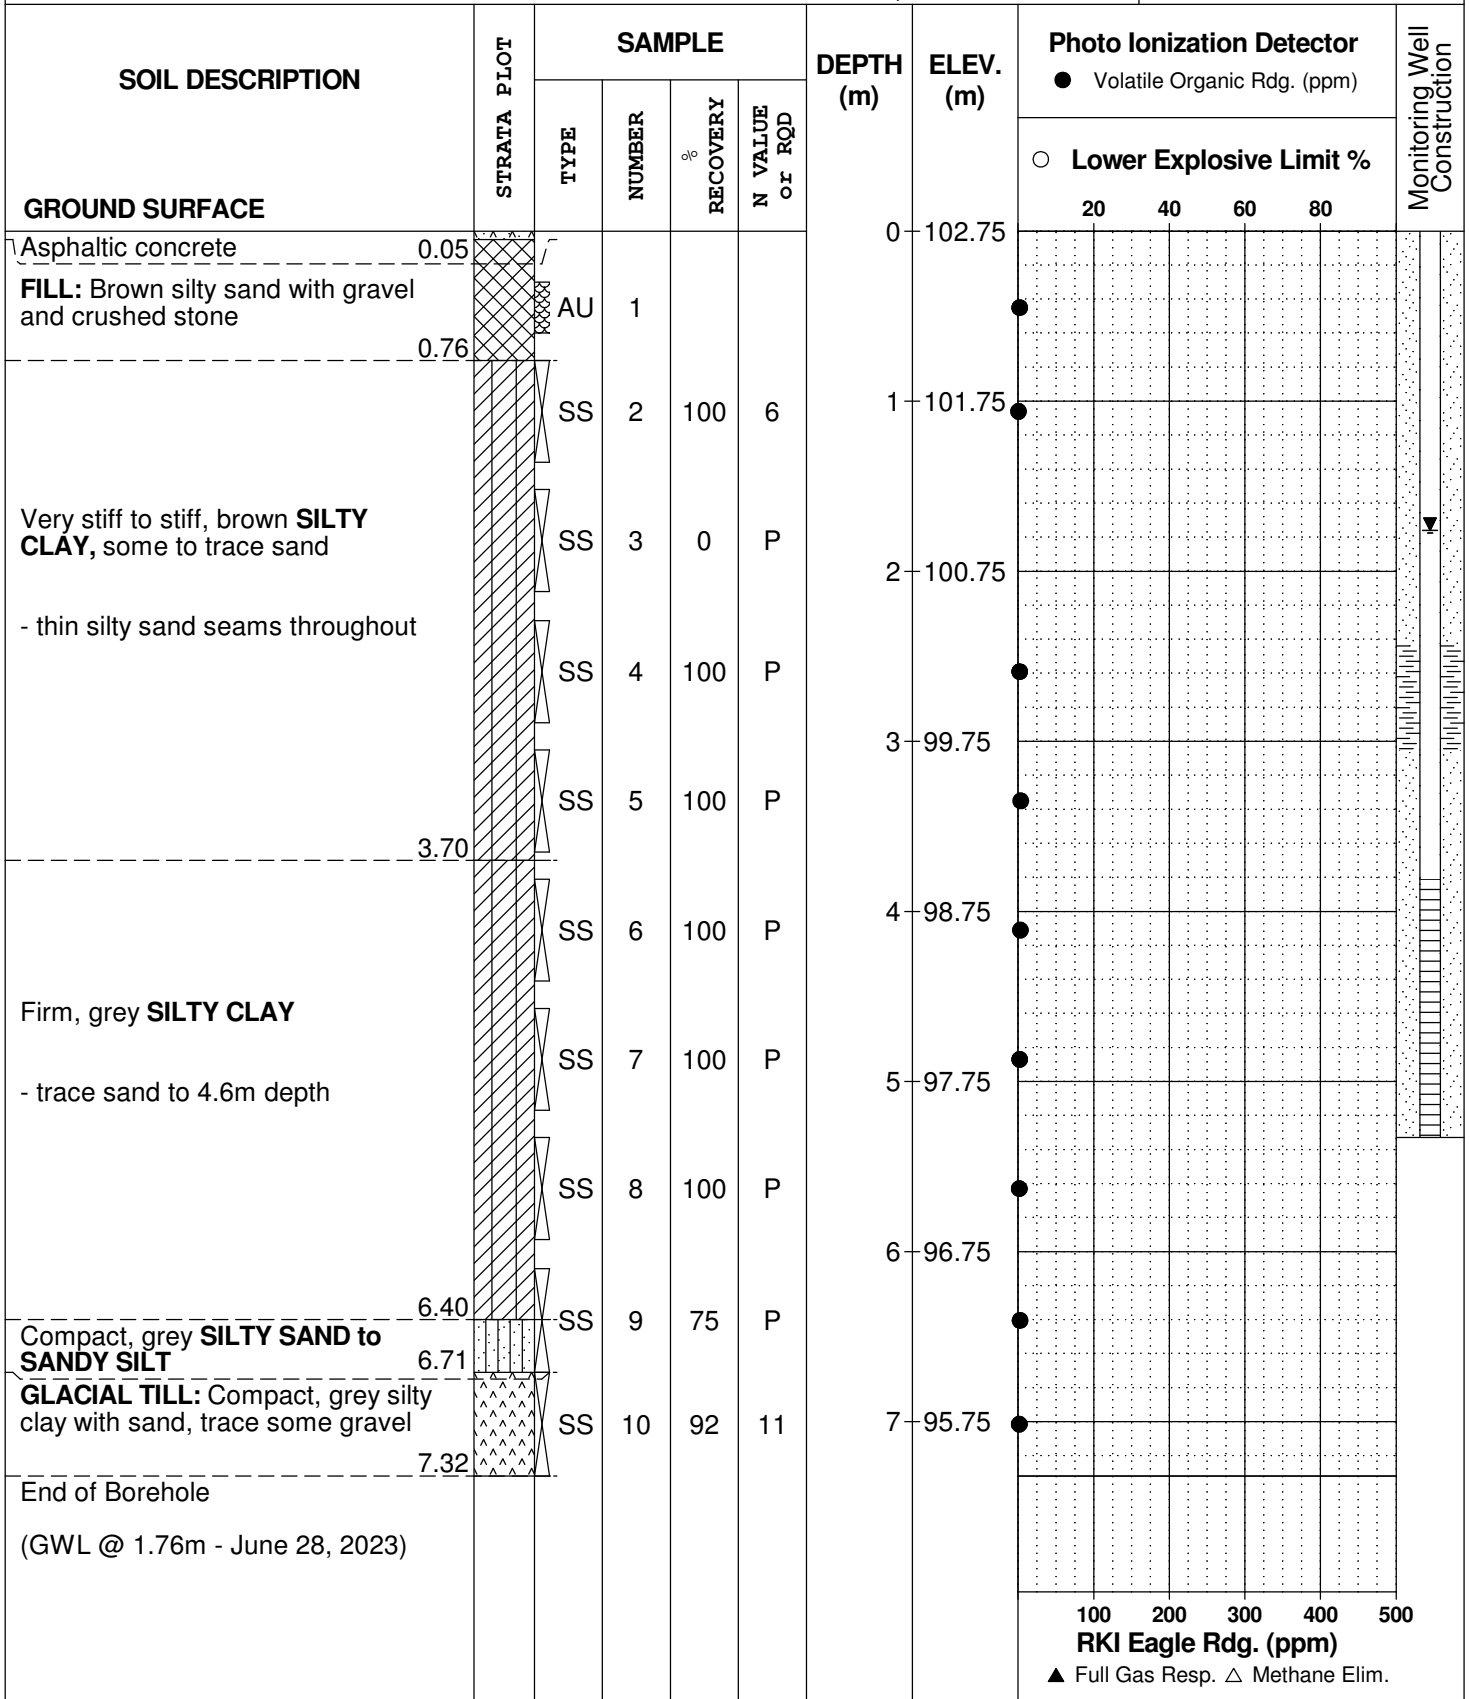 SOIL DESCRIPTION
GROUND SURFACE
STRATA PLOT
SAMPLE
TYPE
NUMBER
%
RECOVERY
N VALUE
or RQD
DEPTH
(m)
ELEV.
(m)
Photo Ionization Detector
● Volatile Organic Rdg. (ppm)
○ Lower Explosive Limit %
20 40 60 80
Monitoring Well
Construction
0 102.75
Asphaltic concrete 0.05
FILL: Brown silty sand with gravel
and crushed stone
0.76
AU 1
SS 2 100 6
1 101.75
Very stiff to stiff, brown SILTY
CLAY, some to trace sand
SS 3 0 P
2 100.75
- thin silty sand seams throughout
SS 4 100 P
3 99.75
SS 5 100 P
3.70
4 98.75
SS 6 100 P
Firm, grey SILTY CLAY
SS 7 100 P
5 97.75
- trace sand to 4.6m depth
SS 8 100 P
6 96.75
6.40
SS 9 75 P
Compact, grey SILTY SAND to
SANDY SILT 6.71
GLACIAL TILL: Compact, grey silty
clay with sand, trace some gravel
SS 10 92 11
7 95.75
7.32
End of Borehole
(GWL @ 1.76m - June 28, 2023)
100 200 300 400 500
RKI Eagle Rdg. (ppm)
▲ Full Gas Resp. △ Methane Elim.